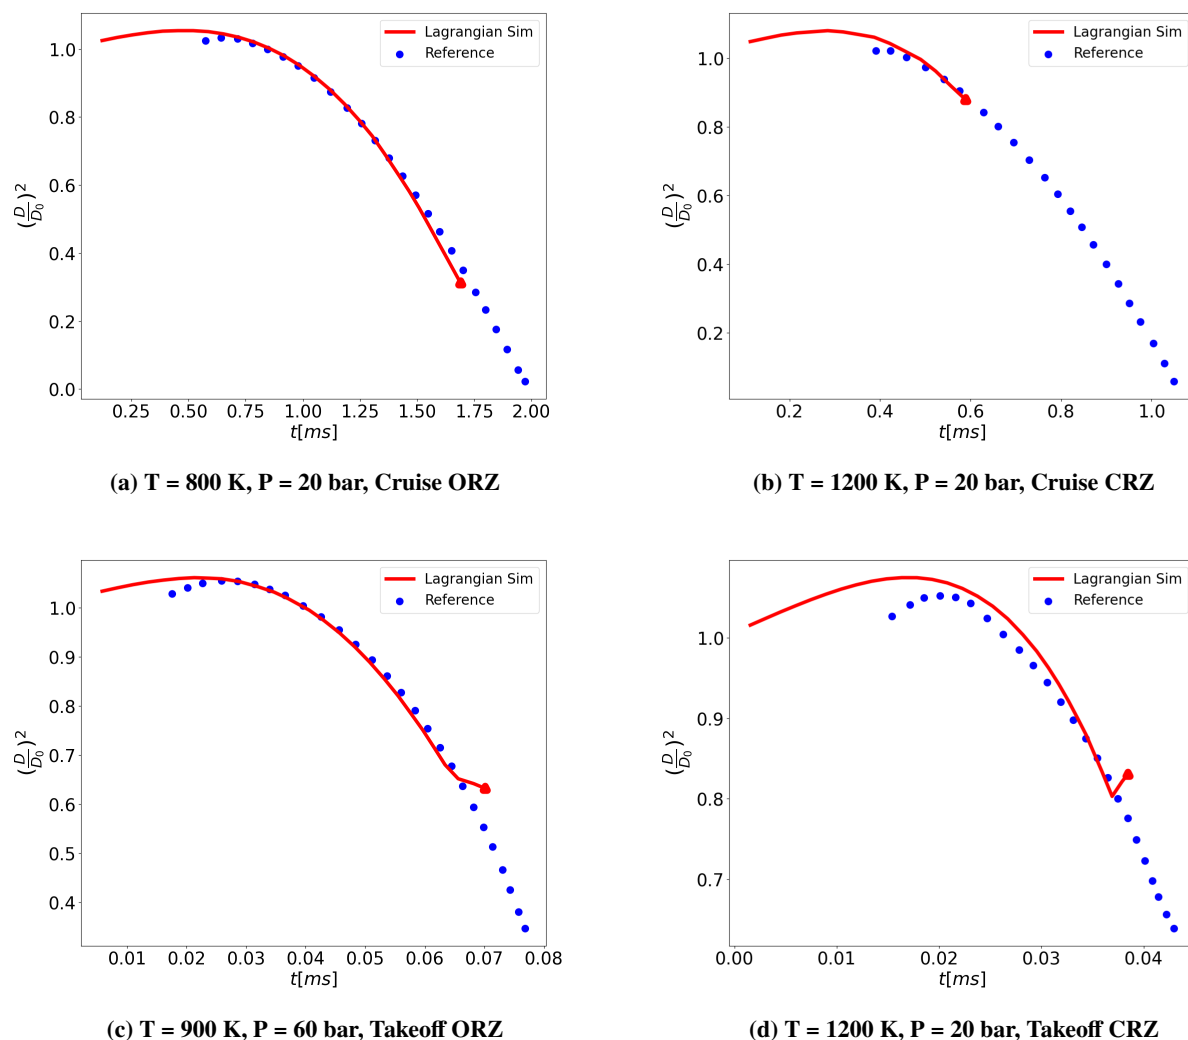 1.0
0.8
0.6
0.4
0.2
0.0
(D/D0)^2
0.25 0.50 0.75 1.00 1.25 1.50 1.75 2.00
t[ms]
Lagrangian Sim
Reference
(a) T = 800 K, P = 20 bar, Cruise ORZ
1.0
0.8
0.6
0.4
0.2
(D/D0)^2
0.2 0.4 0.6 0.8 1.0
t[ms]
Lagrangian Sim
Reference
(b) T = 1200 K, P = 20 bar, Cruise CRZ
1.0
0.9
0.8
0.7
0.6
0.5
0.4
(D/D0)^2
0.01 0.02 0.03 0.04 0.05 0.06 0.07 0.08
t[ms]
Lagrangian Sim
Reference
(c) T = 900 K, P = 60 bar, Takeoff ORZ
1.0
0.9
0.8
0.7
(D/D0)^2
0.00 0.01 0.02 0.03 0.04
t[ms]
Lagrangian Sim
Reference
(d) T = 1200 K, P = 20 bar, Takeoff CRZ